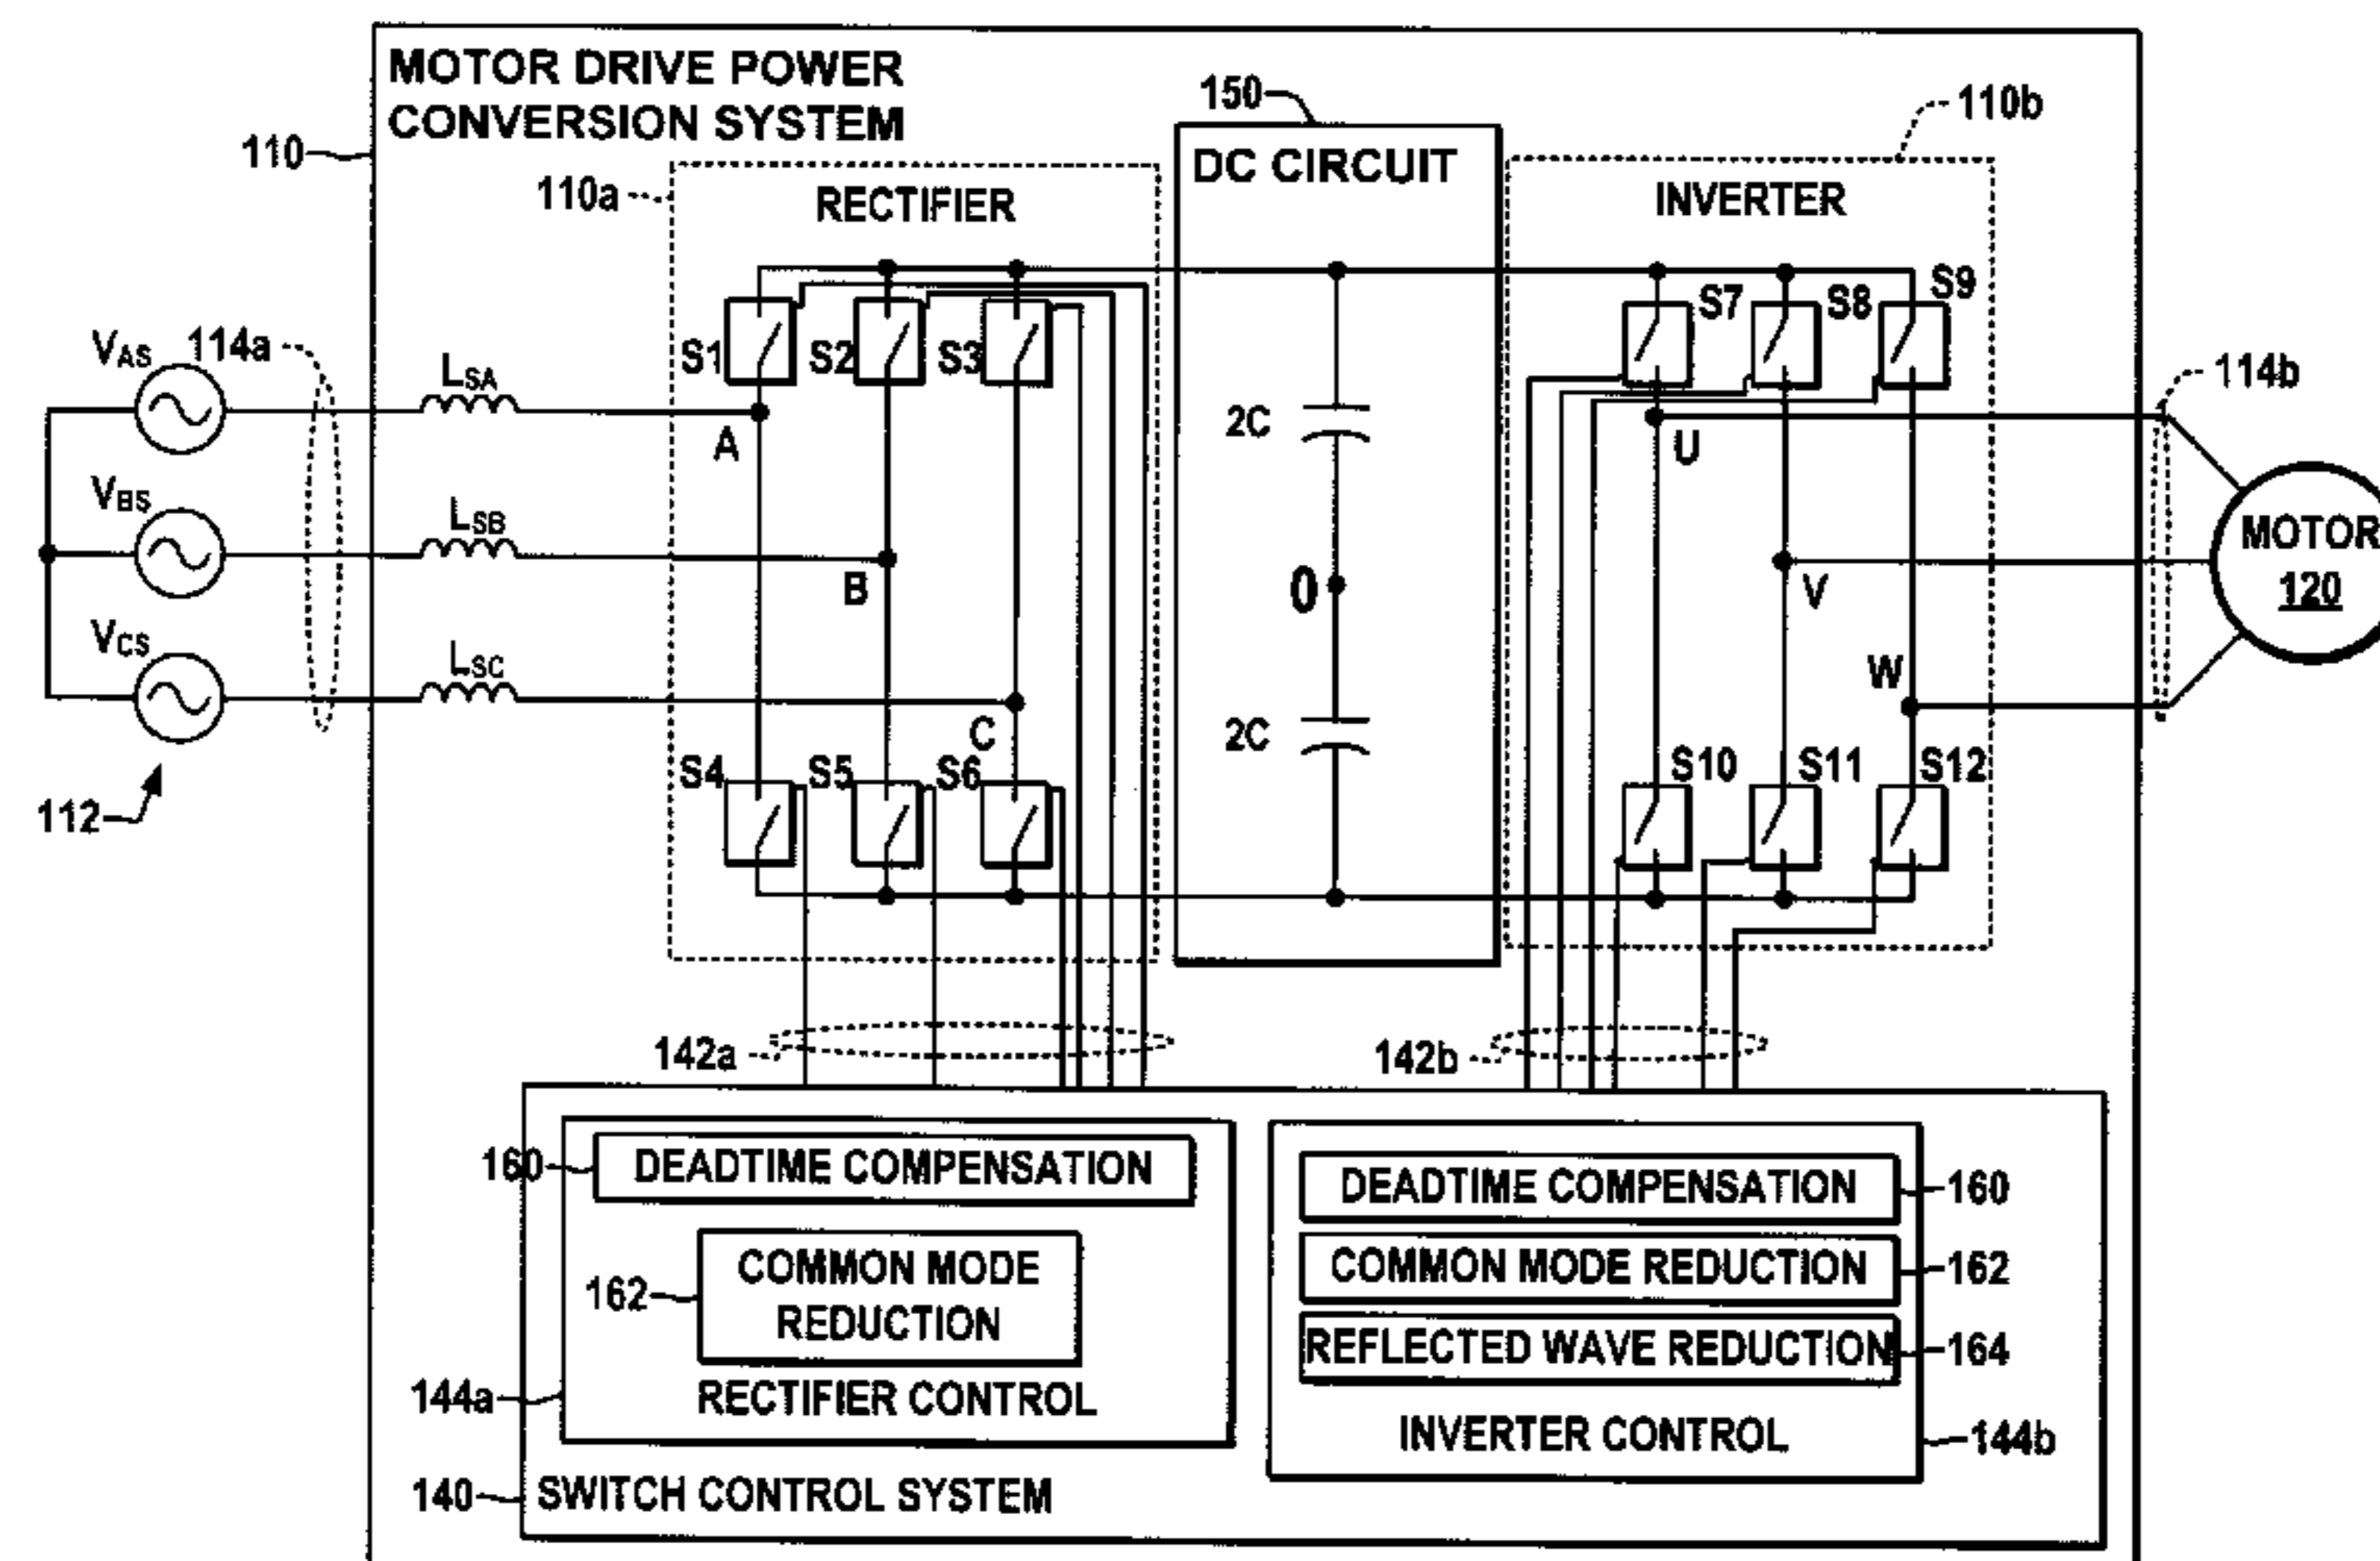 MOTOR DRIVE POWER
CONVERSION SYSTEM
110
150
DC CIRCUIT
110b
110a
RECTIFIER
INVERTER
S1
S2
S3
S7
S8
S9
VAS
114a
LSA
A
2C
U
114b
VBS
LSB
B
0
V
MOTOR
120
VCS
LSC
C
W
2C
S4
S5
S6
S10
S11
S12
112
142a
142b
160
DEADTIME COMPENSATION
162
COMMON MODE
REDUCTION
144a
RECTIFIER CONTROL
DEADTIME COMPENSATION
160
COMMON MODE REDUCTION
162
REFLECTED WAVE REDUCTION
164
INVERTER CONTROL
144b
140
SWITCH CONTROL SYSTEM